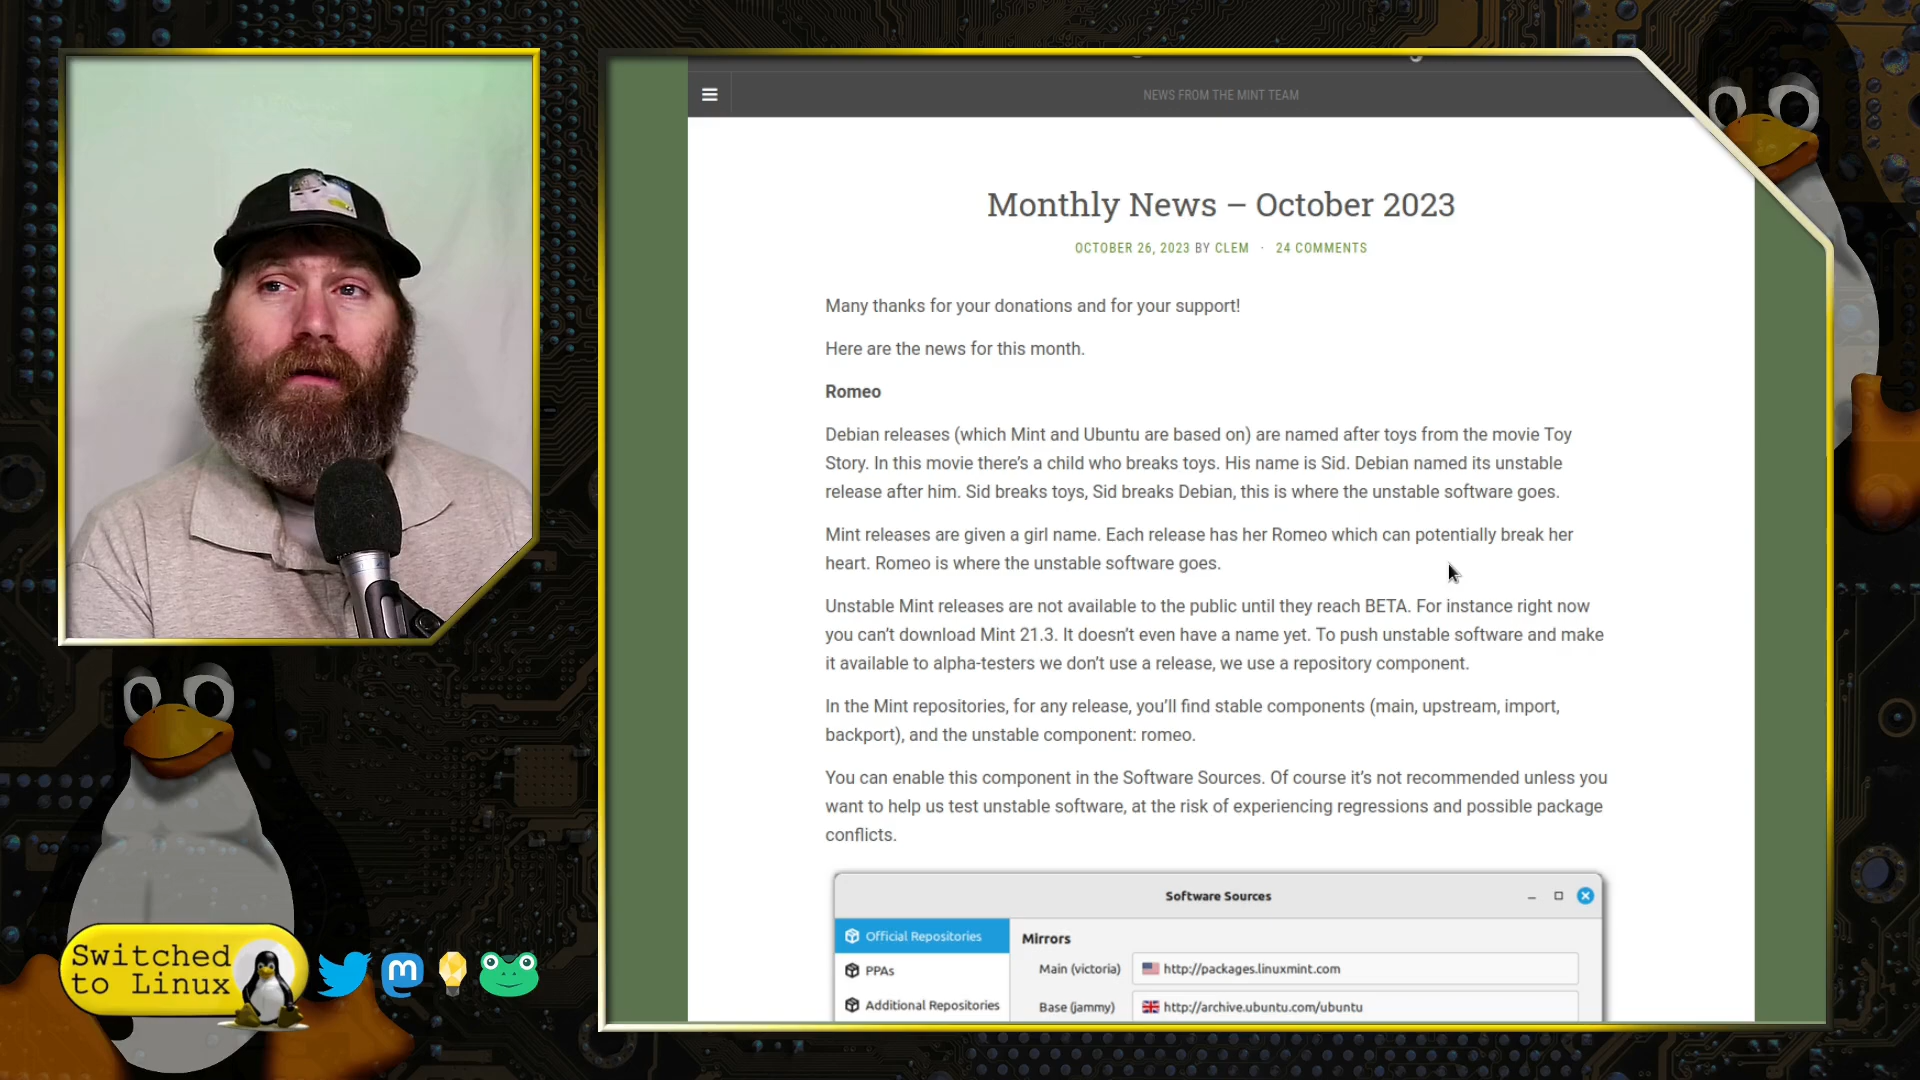 NEWS FROM THE MINT TEAM
Monthly News – October 2023
OCTOBER 26, 2023 BY CLEM · 24 COMMENTS
Many thanks for your donations and for your support!
Here are the news for this month.
Romeo
Debian releases (which Mint and Ubuntu are based on) are named after toys from the movie Toy
Story. In this movie there's a child who breaks toys. His name is Sid. Debian named its unstable
release after him. Sid breaks toys, Sid breaks Debian, this is where the unstable software goes.
Mint releases are given a girl name. Each release has her Romeo which can potentially break her
heart. Romeo is where the unstable software goes.
Unstable Mint releases are not available to the public until they reach BETA. For instance right now
you can't download Mint 21.3. It doesn't even have a name yet. To push unstable software and make
it available to alpha-testers we don't use a release, we use a repository component.
In the Mint repositories, for any release, you'll find stable components (main, upstream, import,
backport), and the unstable component: romeo.
You can enable this component in the Software Sources. Of course it's not recommended unless you
want to help us test unstable software, at the risk of experiencing regressions and possible package
conflicts.
Software Sources
Official Repositories
PPAs
Additional Repositories
Mirrors
Main (victoria) http://packages.linuxmint.com
Base (jammy) http://archive.ubuntu.com/ubuntu
Switched
to Linux